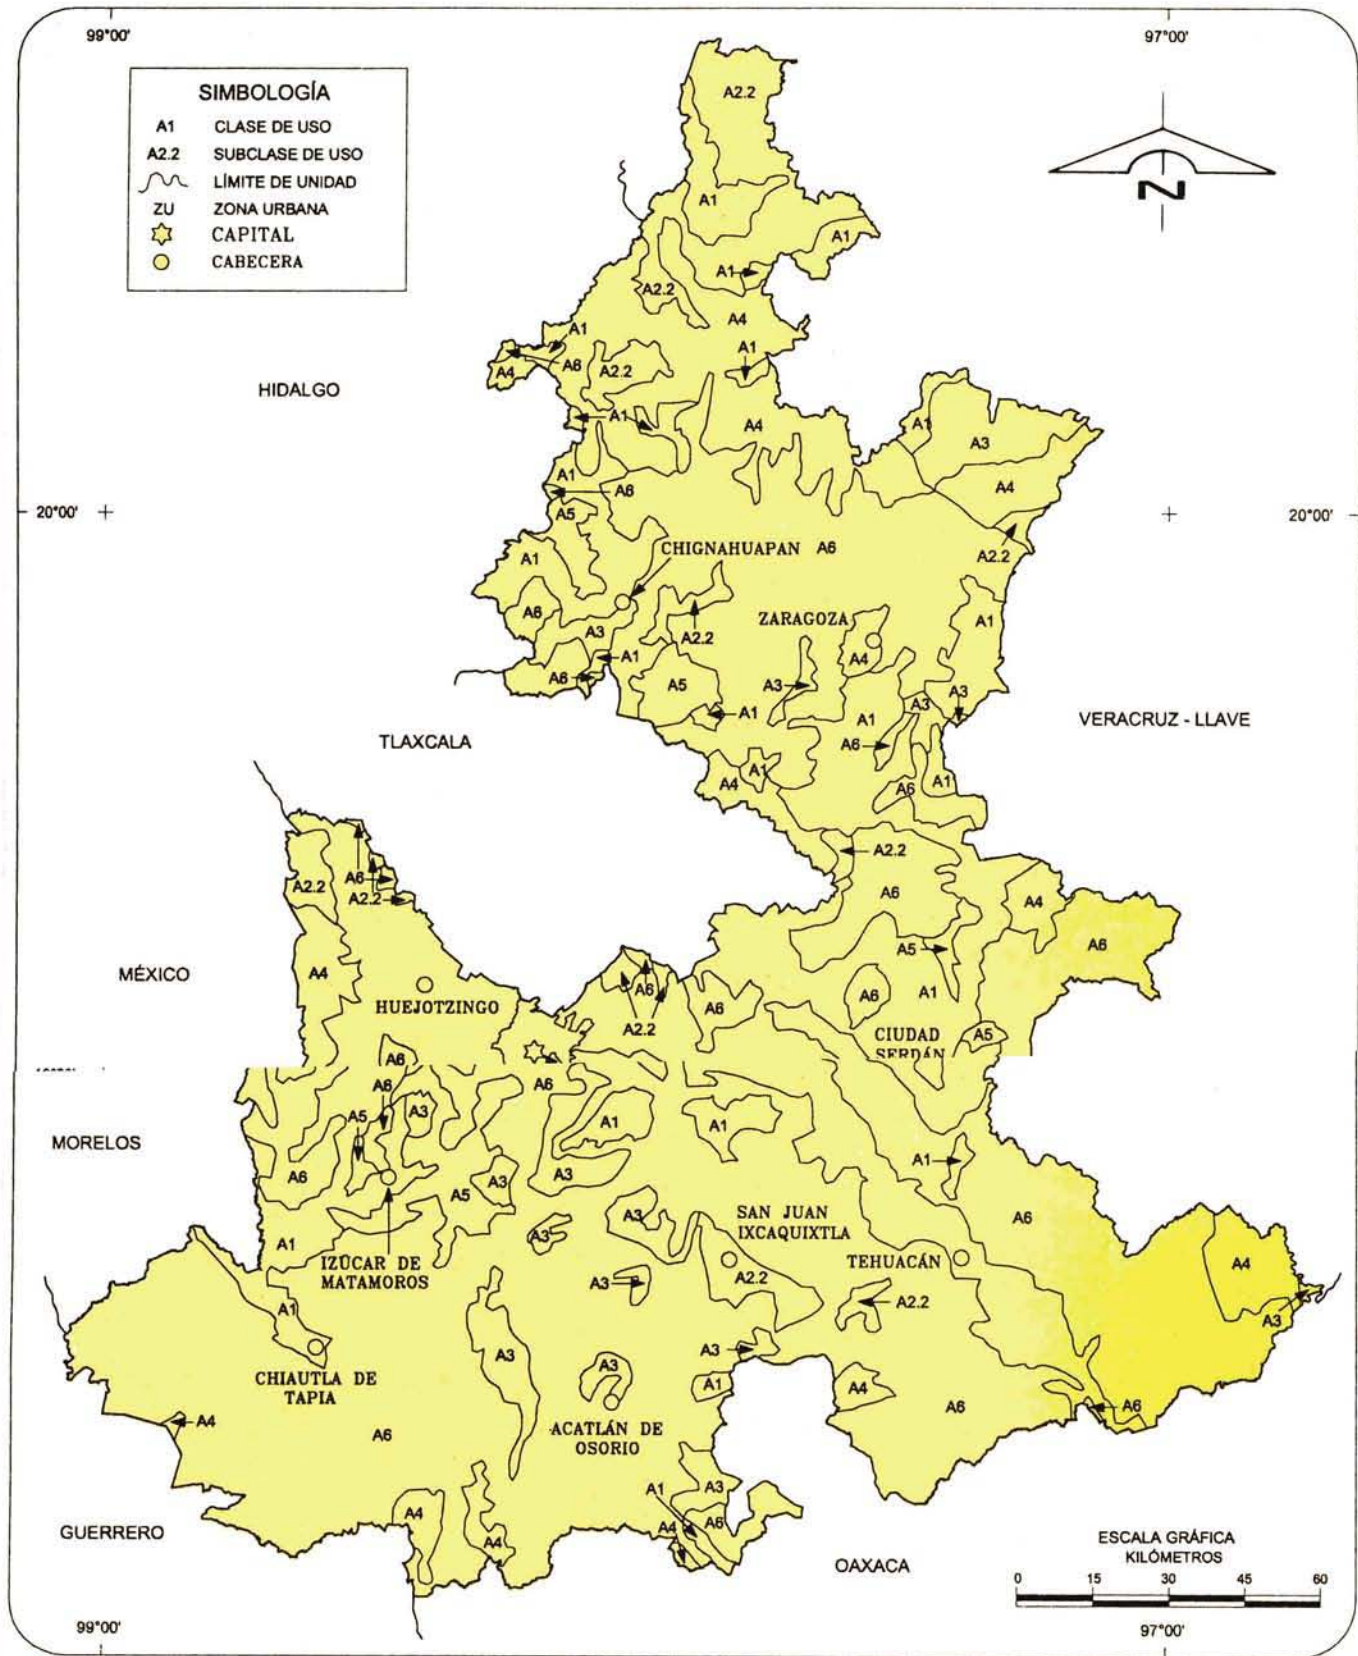 99°00'
97°00'
SIMBOLOGÍA
A1 CLASE DE USO
A2.2 SUBCLASE DE USO
LÍMITE DE UNIDAD
ZU ZONA URBANA
CAPITAL
CABECERA
N
A2.2
A1
A1
A1
A2.2
A4
A1
A1
A4
A6
A2.2
HIDALGO
A1
A4
A1
A3
A1
A6
A4
20°00'
A5
20°00'
CHIGNAHUAPAN
A6
A1
A2.2
A6
ZARAGOZA
A1
A3
A2.2
A1
A4
A6
A5
A3
A3
A3
A1
A1
VERACRUZ - LLAVE
TLAXCALA
A6
A1
A4
A6
A1
A2.2
A6
A2.2
A6
A2.2
A4
A6
A5
MÉXICO
A4
A6
A6
A6
A1
HUEJOTZINGO
A2.2
CIUDAD
SERDÁN
A5
A6
A6
A6
A5
A3
A1
A1
MORELOS
A6
A5
A3
A3
A1
A3
SAN JUAN
IXCAQUIXTLA
A6
A1
A3
IZÚCAR DE
MATAMOROS
TEHUACÁN
A3
A2.2
A4
A1
A2.2
A3
A3
A3
A3
CHIAUTLA DE
TAPIA
A1
A4
A4
A6
ACATLÁN DE
OSORIO
A6
A6
A1
A3
A4
A4
A6
A4
GUERRERO
OAXACA
ESCALA GRÁFICA
KILÓMETROS
0 15 30 45 60
99°00'
97°00'